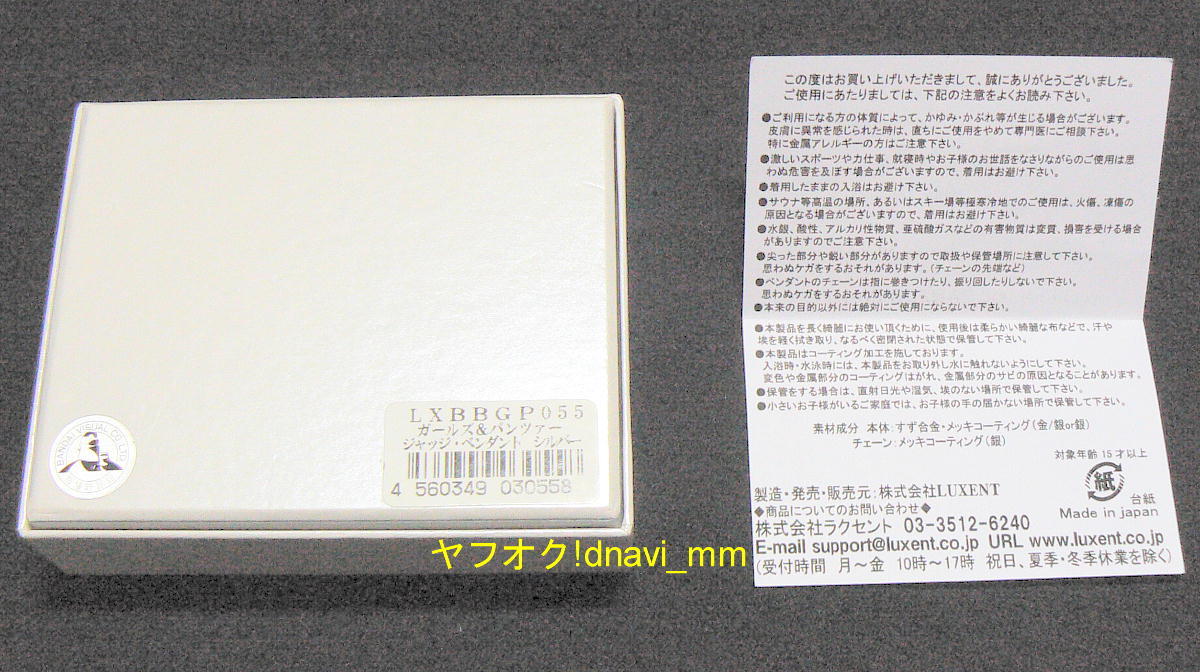 LXBBGP055
ガールズ&パンツァー
ジャッジ・ペンダント シルバー
4 560349 030558
BANDAI VISUAL CO.,LTD.
ヤフオク!dnavi_mm
この度はお買い上げいただきまして、誠にありがとうございました。
ご使用にあたりましては、下記の注意をよくお読み下さい。
●ご利用になる方の体質によって、かゆみ・かぶれ等が生じる場合がございます。
皮膚に異常を感じられた時は、直ちにご使用をやめて専門医にご相談下さい。
特に金属アレルギーの方はご注意下さい。
●激しいスポーツや力仕事、就寝時やお子様のお世話をなさりながらのご使用は思
わぬ危害を及ぼす場合がございますので、着用はお避け下さい。
●着用したままの入浴はお避け下さい。
●サウナ等高温の場所、あるいはスキー場等極寒冷地でのご使用は、火傷、凍傷の
原因となる場合がございますので、着用はお避け下さい。
●水銀、酸性、アルカリ性物質、亜硫酸ガスなどの有害物質は変質、損害を受ける場合
がありますのでご注意下さい。
●尖った部分や鋭い部分がありますので取扱や保管場所に注意して下さい。
思わぬケガをするおそれがあります。(チェーンの先端など)
●ペンダントのチェーンは指に巻きつけたり、振り回したりしないで下さい。
思わぬケガをするおそれがあります。
●本来の目的以外には絶対にご使用にならないで下さい。
●本製品を長く綺麗にお使い頂くために、使用後は柔らかい綺麗な布などで、汗や
埃を軽く拭き取り、なるべく密閉された状態で保管して下さい。
●本製品はコーティング加工を施しております。
入浴時・水泳時には、本製品をお取り外し水に触れないようにして下さい。
変色や金属部分のコーティングはがれ、金属部分のサビの原因となることがあります。
●保管をする場合は、直射日光や湿気、埃のない場所で保管して下さい。
●小さいお子様がいるご家庭では、お子様の手の届かない場所で保管して下さい。
素材成分 本体:すず合金・メッキコーティング(金/銀or銀)
チェーン:メッキコーティング(銀)
対象年齢15才以上
紙
台紙
Made in japan
製造・発売・販売元:株式会社LUXENT
◆商品についてのお問い合わせ◆
株式会社ラクセント 03-3512-6240
E-mail support@luxent.co.jp URL www.luxent.co.jp
(受付時間 月～金 10時～17時 祝日、夏季・冬季休業を除く)